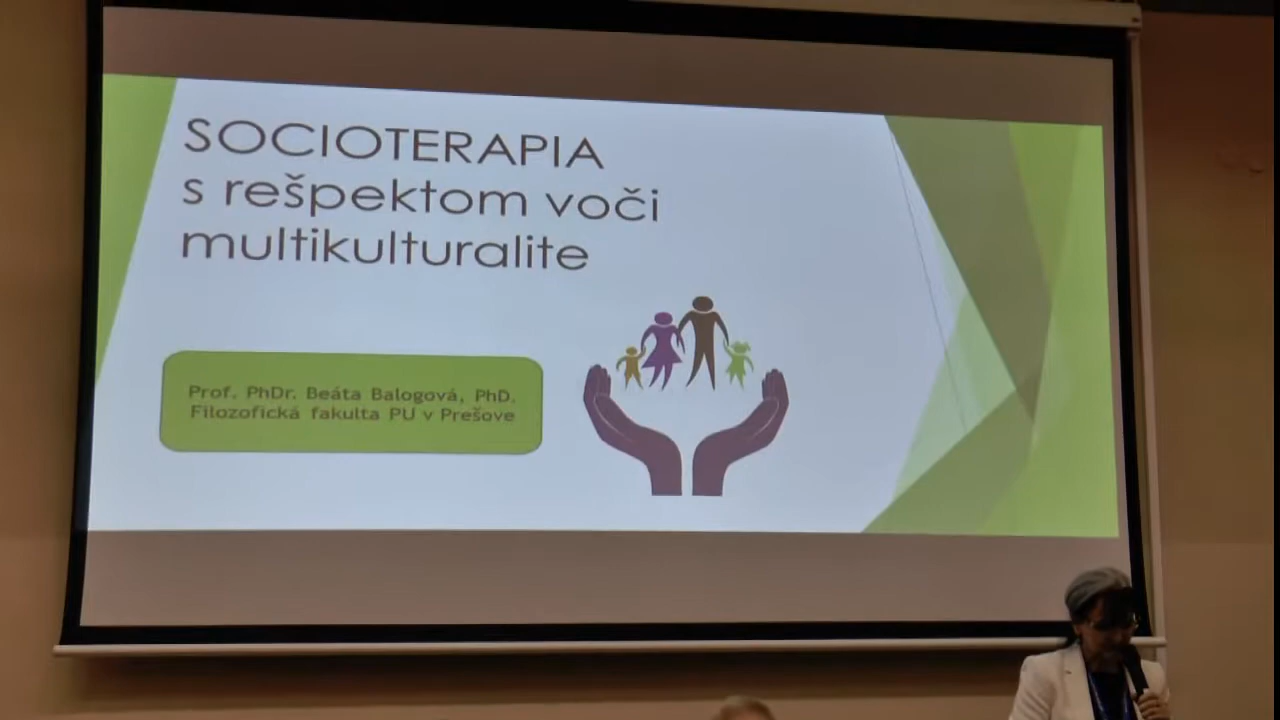 SOCIOTERAPIA
s rešpektom voči
multikulturalite
Prof. PhDr. Beáta Balogová, PhD.
Filozofická fakulta PU v Prešove